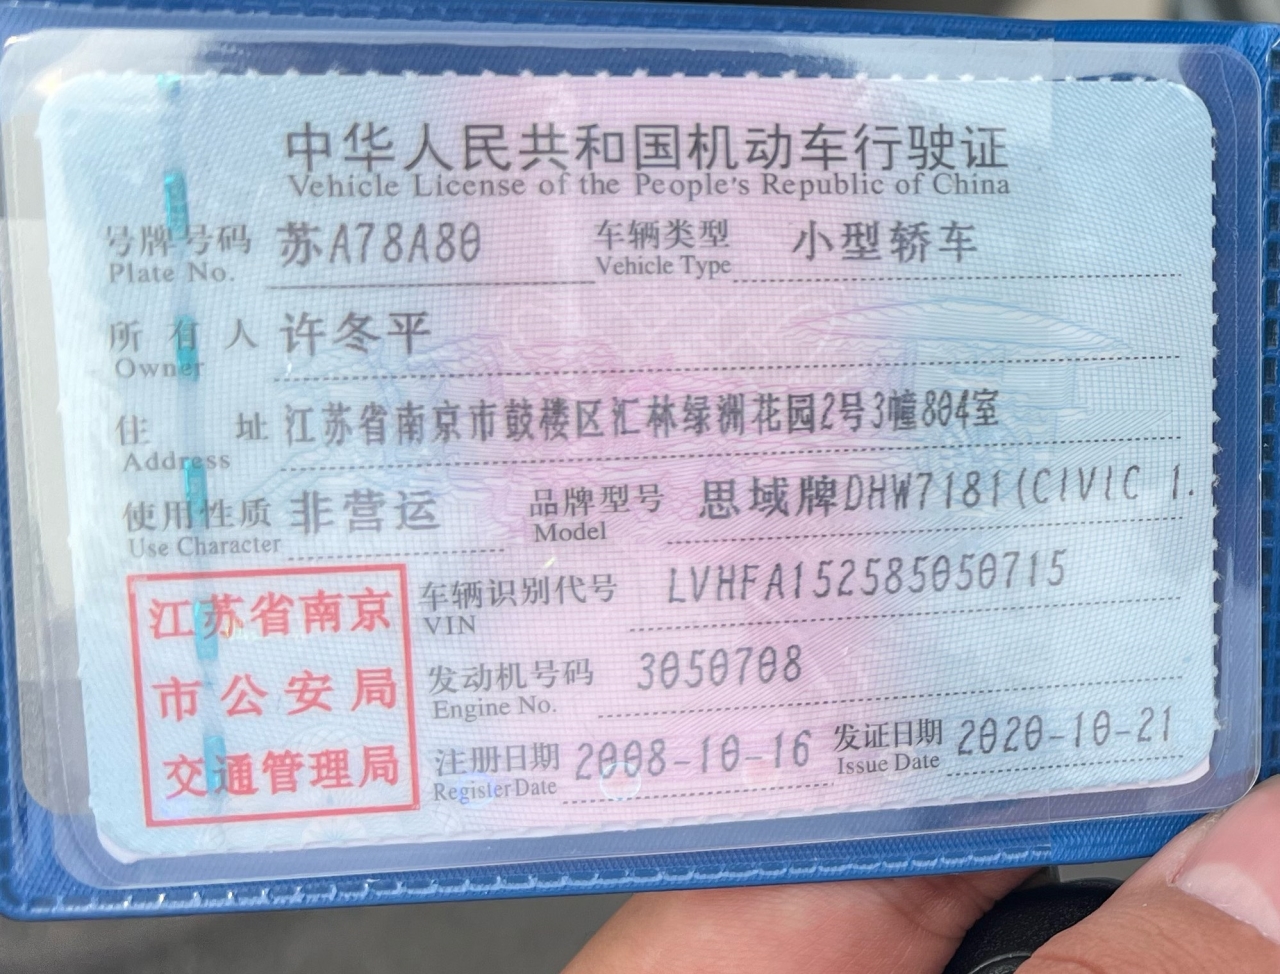 中华人民共和国机动车行驶证
Vehicle License of the People's Republic of China
号牌号码 苏A78A80 车辆类型 小型轿车
Plate No. Vehicle Type
所有人 许冬平
Owner
住址 江苏省南京市鼓楼区汇林绿洲花园2号3幢804室
Address
使用性质 非营运 品牌型号 思域牌DHW7181(CIVIC 1.
Use Character Model
江苏省南京
市公安局
交通管理局
车辆识别代号 LVHFA152585050715
VIN
发动机号码 3050708
Engine No.
注册日期 2008-10-16 发证日期 2020-10-21
Register Date Issue Date